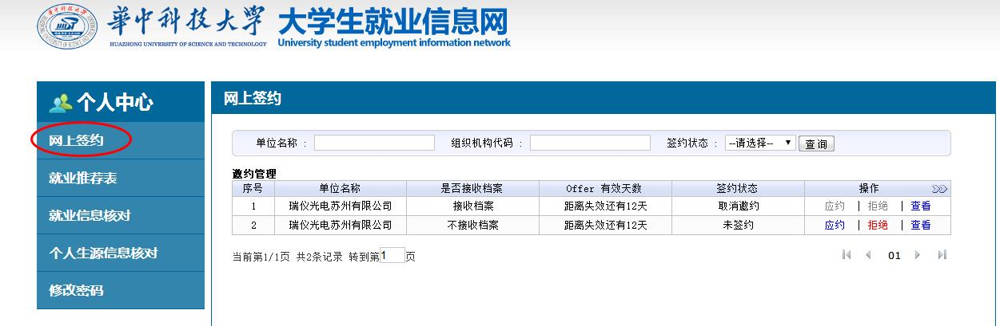 華中科技大學
HUAZHONG UNIVERSITY OF SCIENCE AND TECHNOLOGY
大学生就业信息网
University student employment information network
个人中心
网上签约
就业推荐表
就业信息核对
个人生源信息核对
修改密码
网上签约
单位名称 : 组织机构代码 : 签约状态 : --请选择-- 查询
邀约管理
序号 单位名称 是否接收档案 Offer 有效天数 签约状态 操作
1 瑞仪光电苏州有限公司 接收档案 距离失效还有12天 取消邀约 应约 | 拒绝 | 查看
2 瑞仪光电苏州有限公司 不接收档案 距离失效还有12天 未签约 应约 | 拒绝 | 查看
当前第1/1页 共2条记录 转到第1页 01